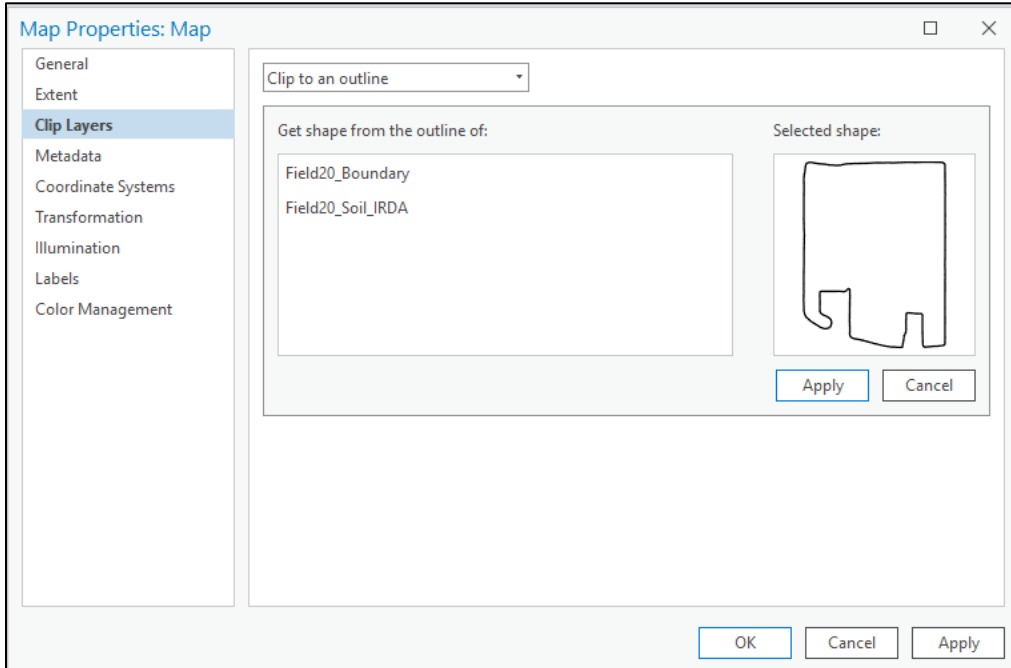 Map Properties: Map
General
Extent
Clip Layers
Metadata
Coordinate Systems
Transformation
Illumination
Labels
Color Management
Clip to an outline
Get shape from the outline of:
Field20_Boundary
Field20_Soil_IRDA
Selected shape:
Apply
Cancel
OK
Cancel
Apply